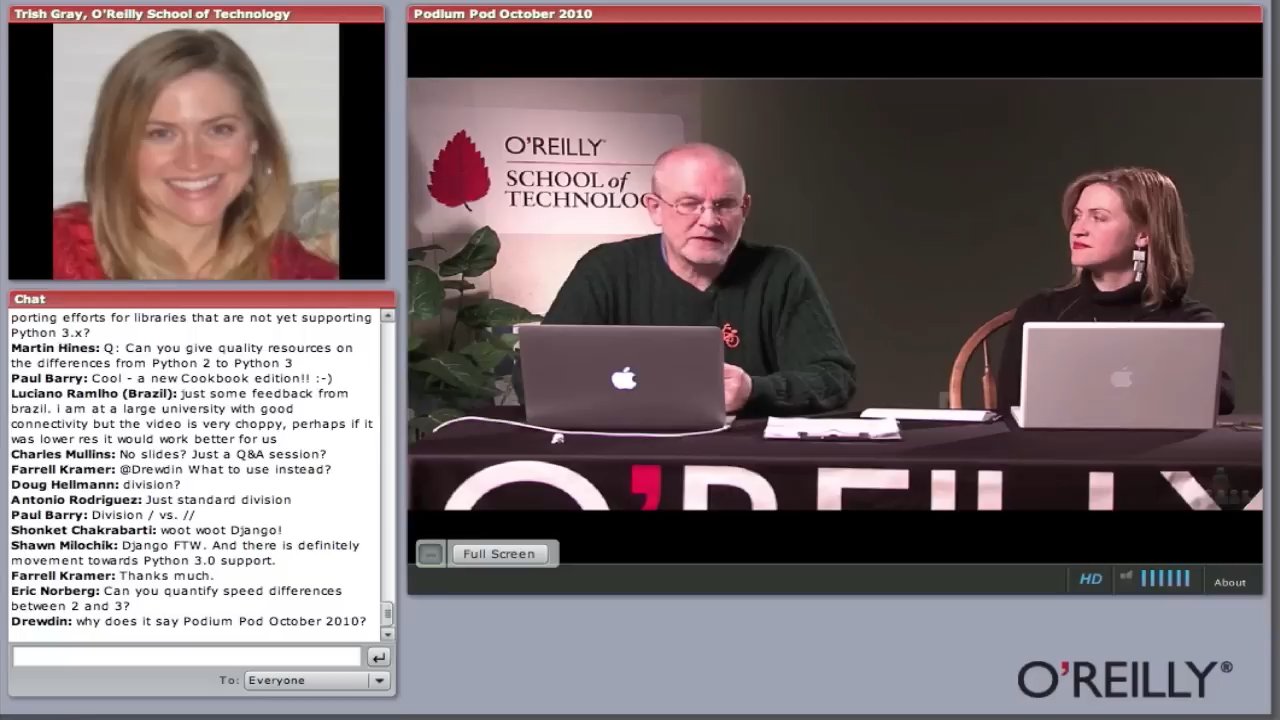 Trish Gray, O'Reilly School of Technology
Podium Pod October 2010
O'REILLY
SCHOOL of
TECHNOLO
O'REILLY
Chat
porting efforts for libraries that are not yet supporting
Python 3.x?
Martin Hines: Q: Can you give quality resources on
the differences from Python 2 to Python 3
Paul Barry: Cool - a new Cookbook edition!! :-)
Luciano Ramlho (Brazil): just some feedback from
brazil. i am at a large university with good
connectivity but the video is very choppy, perhaps if it
was lower res it would work better for us
Charles Mullins: No slides? Just a Q&A session?
Farrell Kramer: @Drewdin What to use instead?
Doug Hellmann: division?
Antonio Rodriguez: Just standard division
Paul Barry: Division / vs. //
Shonket Chakrabarti: woot woot Django!
Shawn Milochik: Django FTW. And there is definitely
movement towards Python 3.0 support.
Farrell Kramer: Thanks much.
Eric Norberg: Can you quantify speed differences
between 2 and 3?
Drewdin: why does it say Podium Pod October 2010?
To: Everyone
Full Screen
HD
About
O'REILLY®